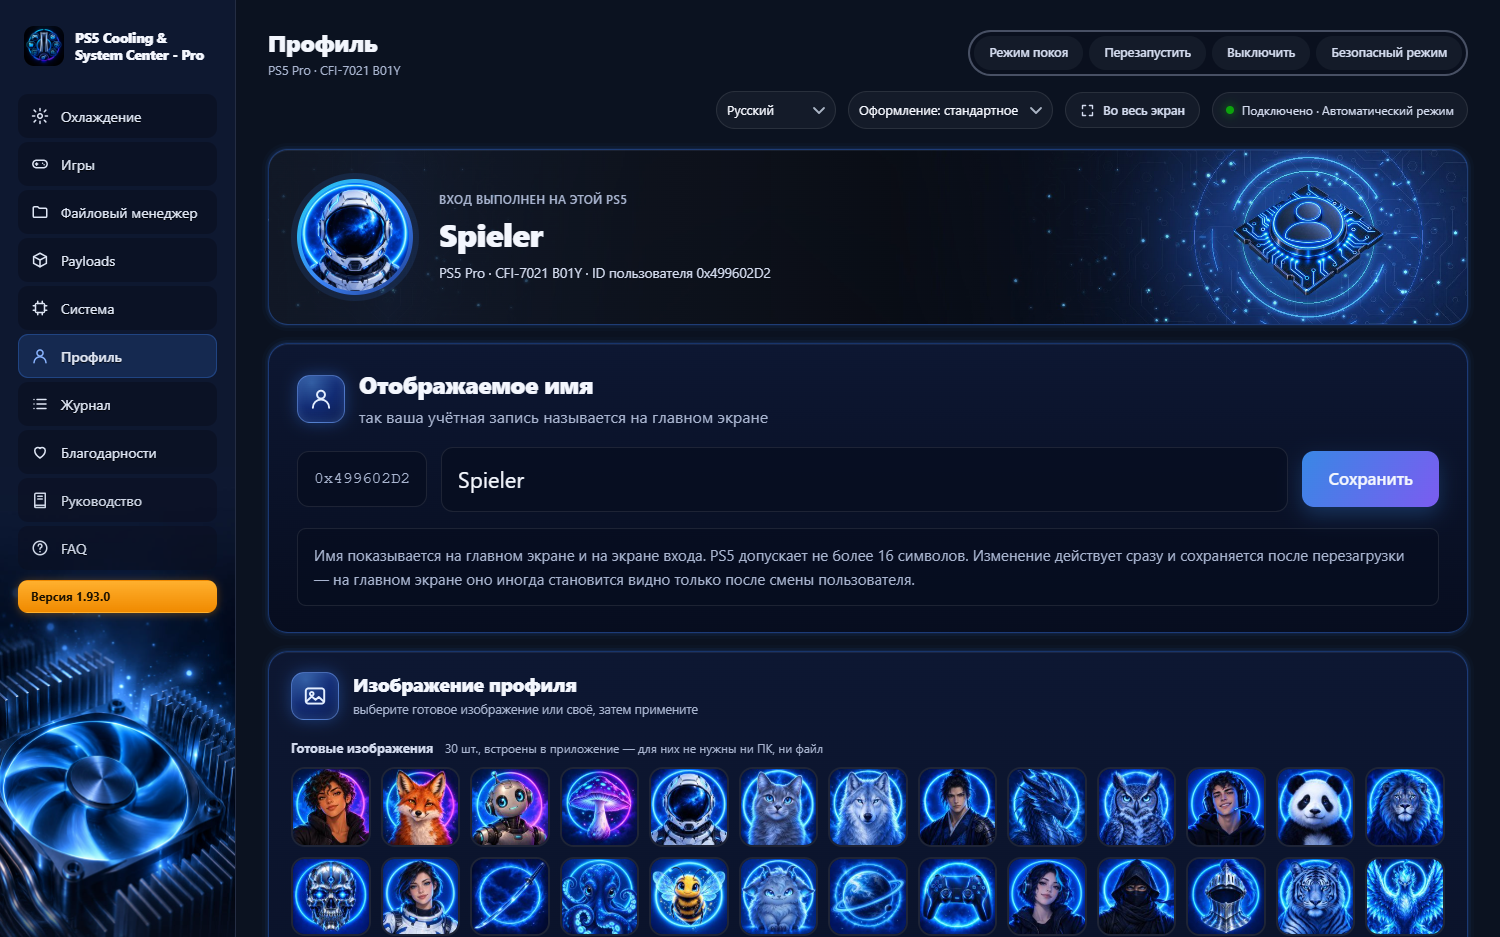 PS5 Cooling &
System Center - Pro
Охлаждение
Игры
Файловый менеджер
Payloads
Система
Профиль
Журнал
Благодарности
Руководство
FAQ
Версия 1.93.0
Профиль
PS5 Pro · CFI-7021 B01Y
Режим покоя
Перезапустить
Выключить
Безопасный режим
Русский
Оформление: стандартное
Во весь экран
Подключено · Автоматический режим
ВХОД ВЫПОЛНЕН НА ЭТОЙ PS5
Spieler
PS5 Pro · CFI-7021 B01Y · ID пользователя 0x499602D2
Отображаемое имя
так ваша учётная запись называется на главном экране
0x499602D2
Spieler
Сохранить
Имя показывается на главном экране и на экране входа. PS5 допускает не более 16 символов. Изменение действует сразу и сохраняется после перезагрузки
— на главном экране оно иногда становится видно только после смены пользователя.
Изображение профиля
выберите готовое изображение или своё, затем примените
Готовые изображения 30 шт., встроены в приложение — для них не нужны ни ПК, ни файл